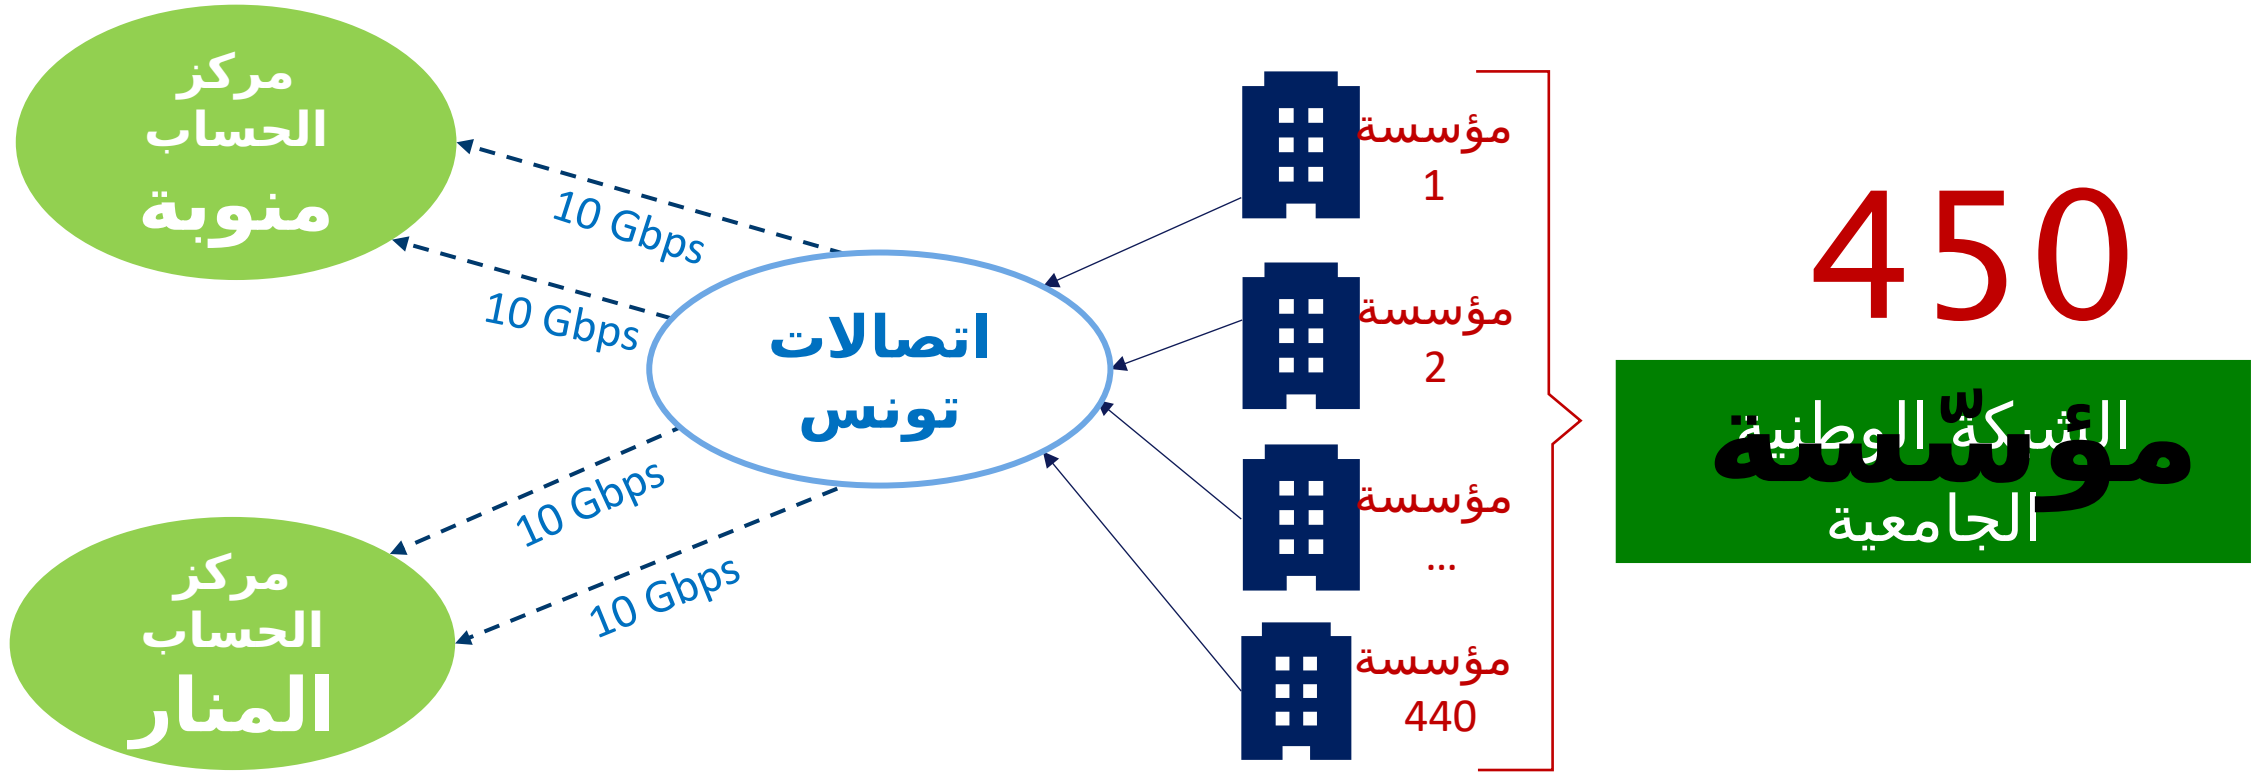 مركز
الحساب
منوبة
10 Gbps
10 Gbps
اتصالات
تونس
10 Gbps
10 Gbps
مركز
الحساب
المنار
مؤسسة
1
مؤسسة
2
مؤسسة
...
مؤسسة
440
450
مؤسّسة
الشبكة الوطنية
الجامعية